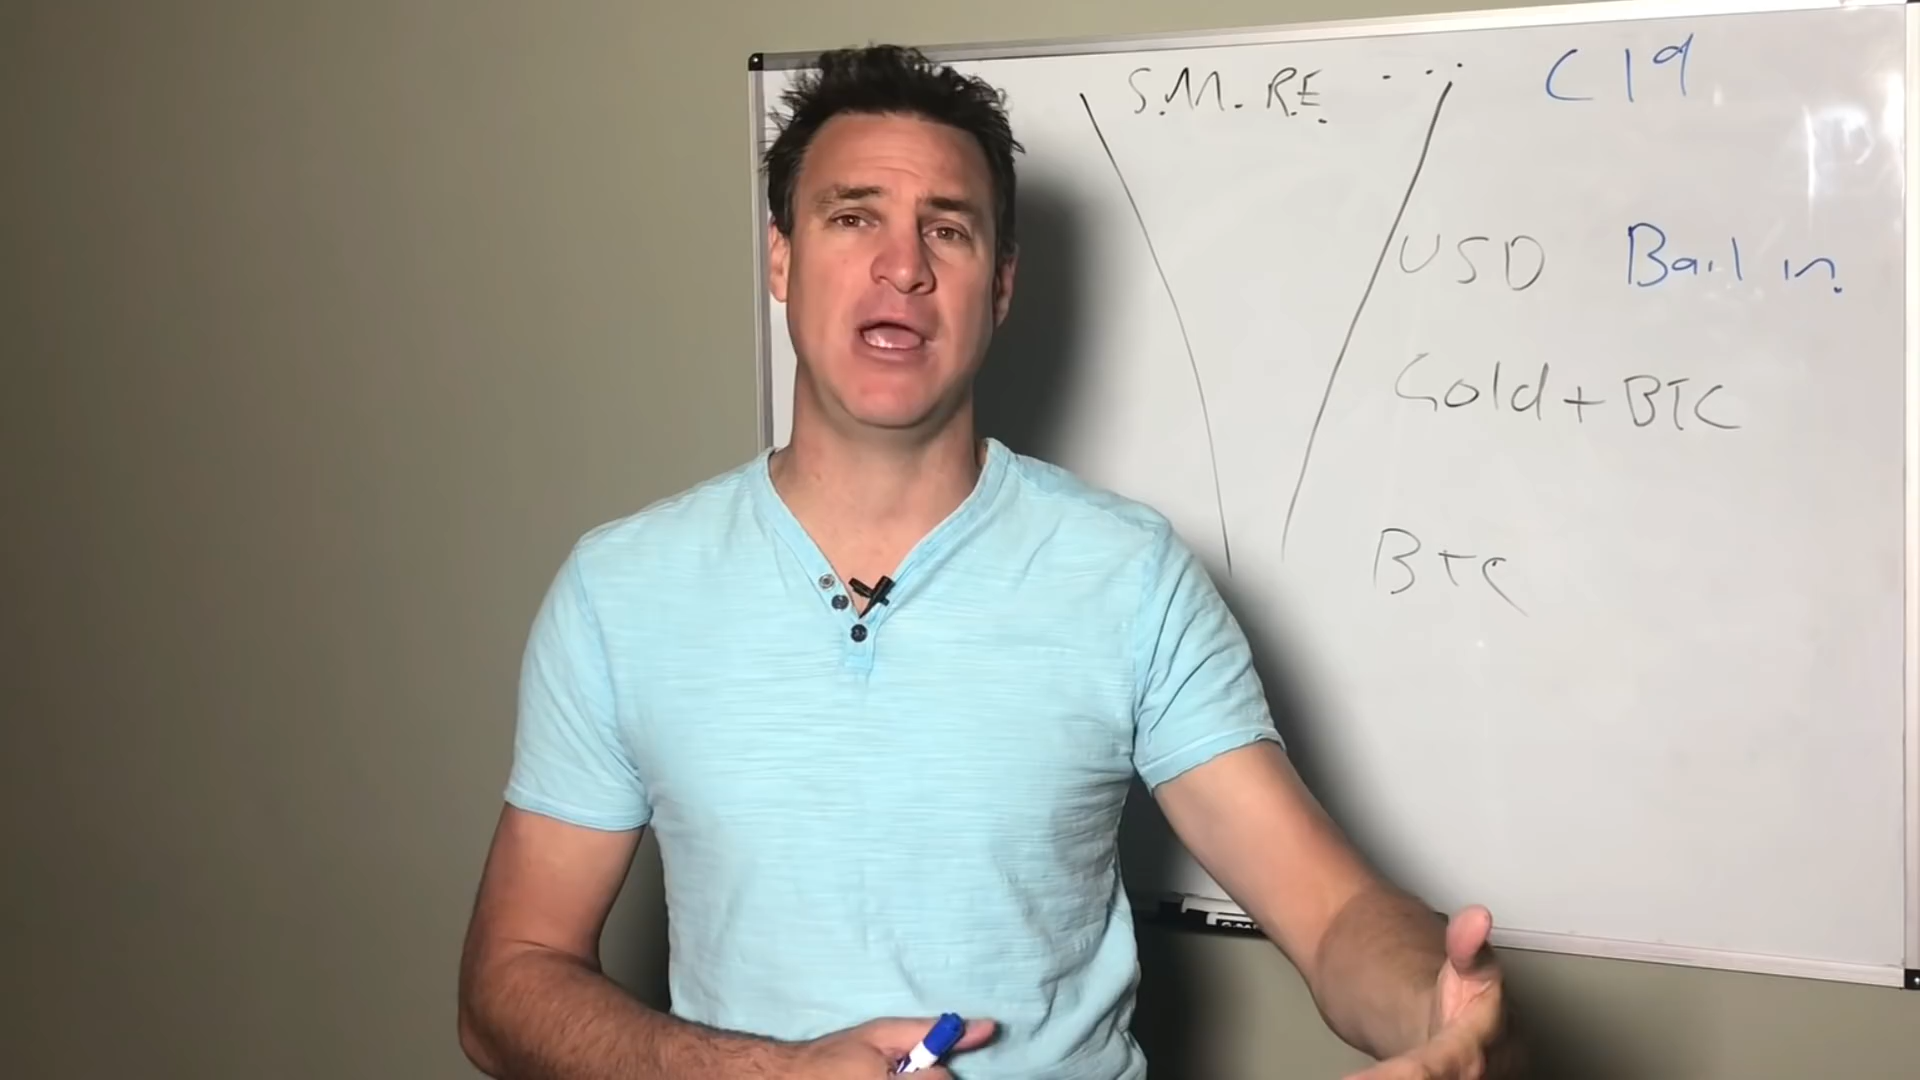 S.M. R.E. ... C19
USD Bail in
Gold + BTC
BTC